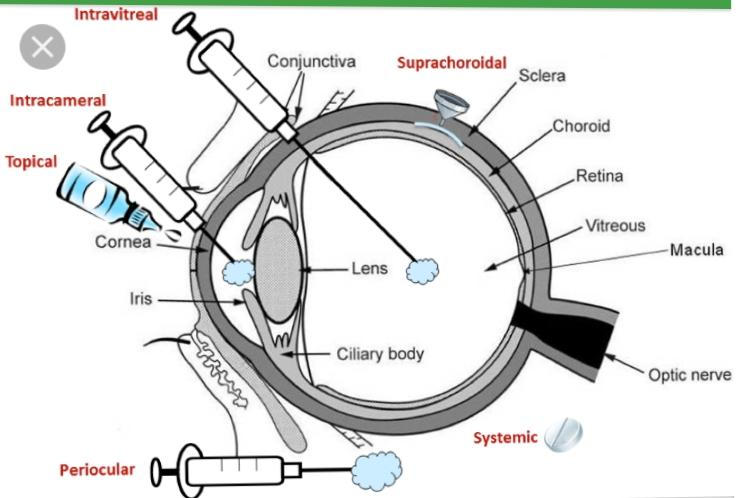 Intravitreal
Conjunctiva
Suprachoroidal
Sclera
Intracameral
Choroid
Topical
Retina
Vitreous
Cornea
Macula
Lens
Iris
Ciliary body
Optic nerve
Systemic
Periocular